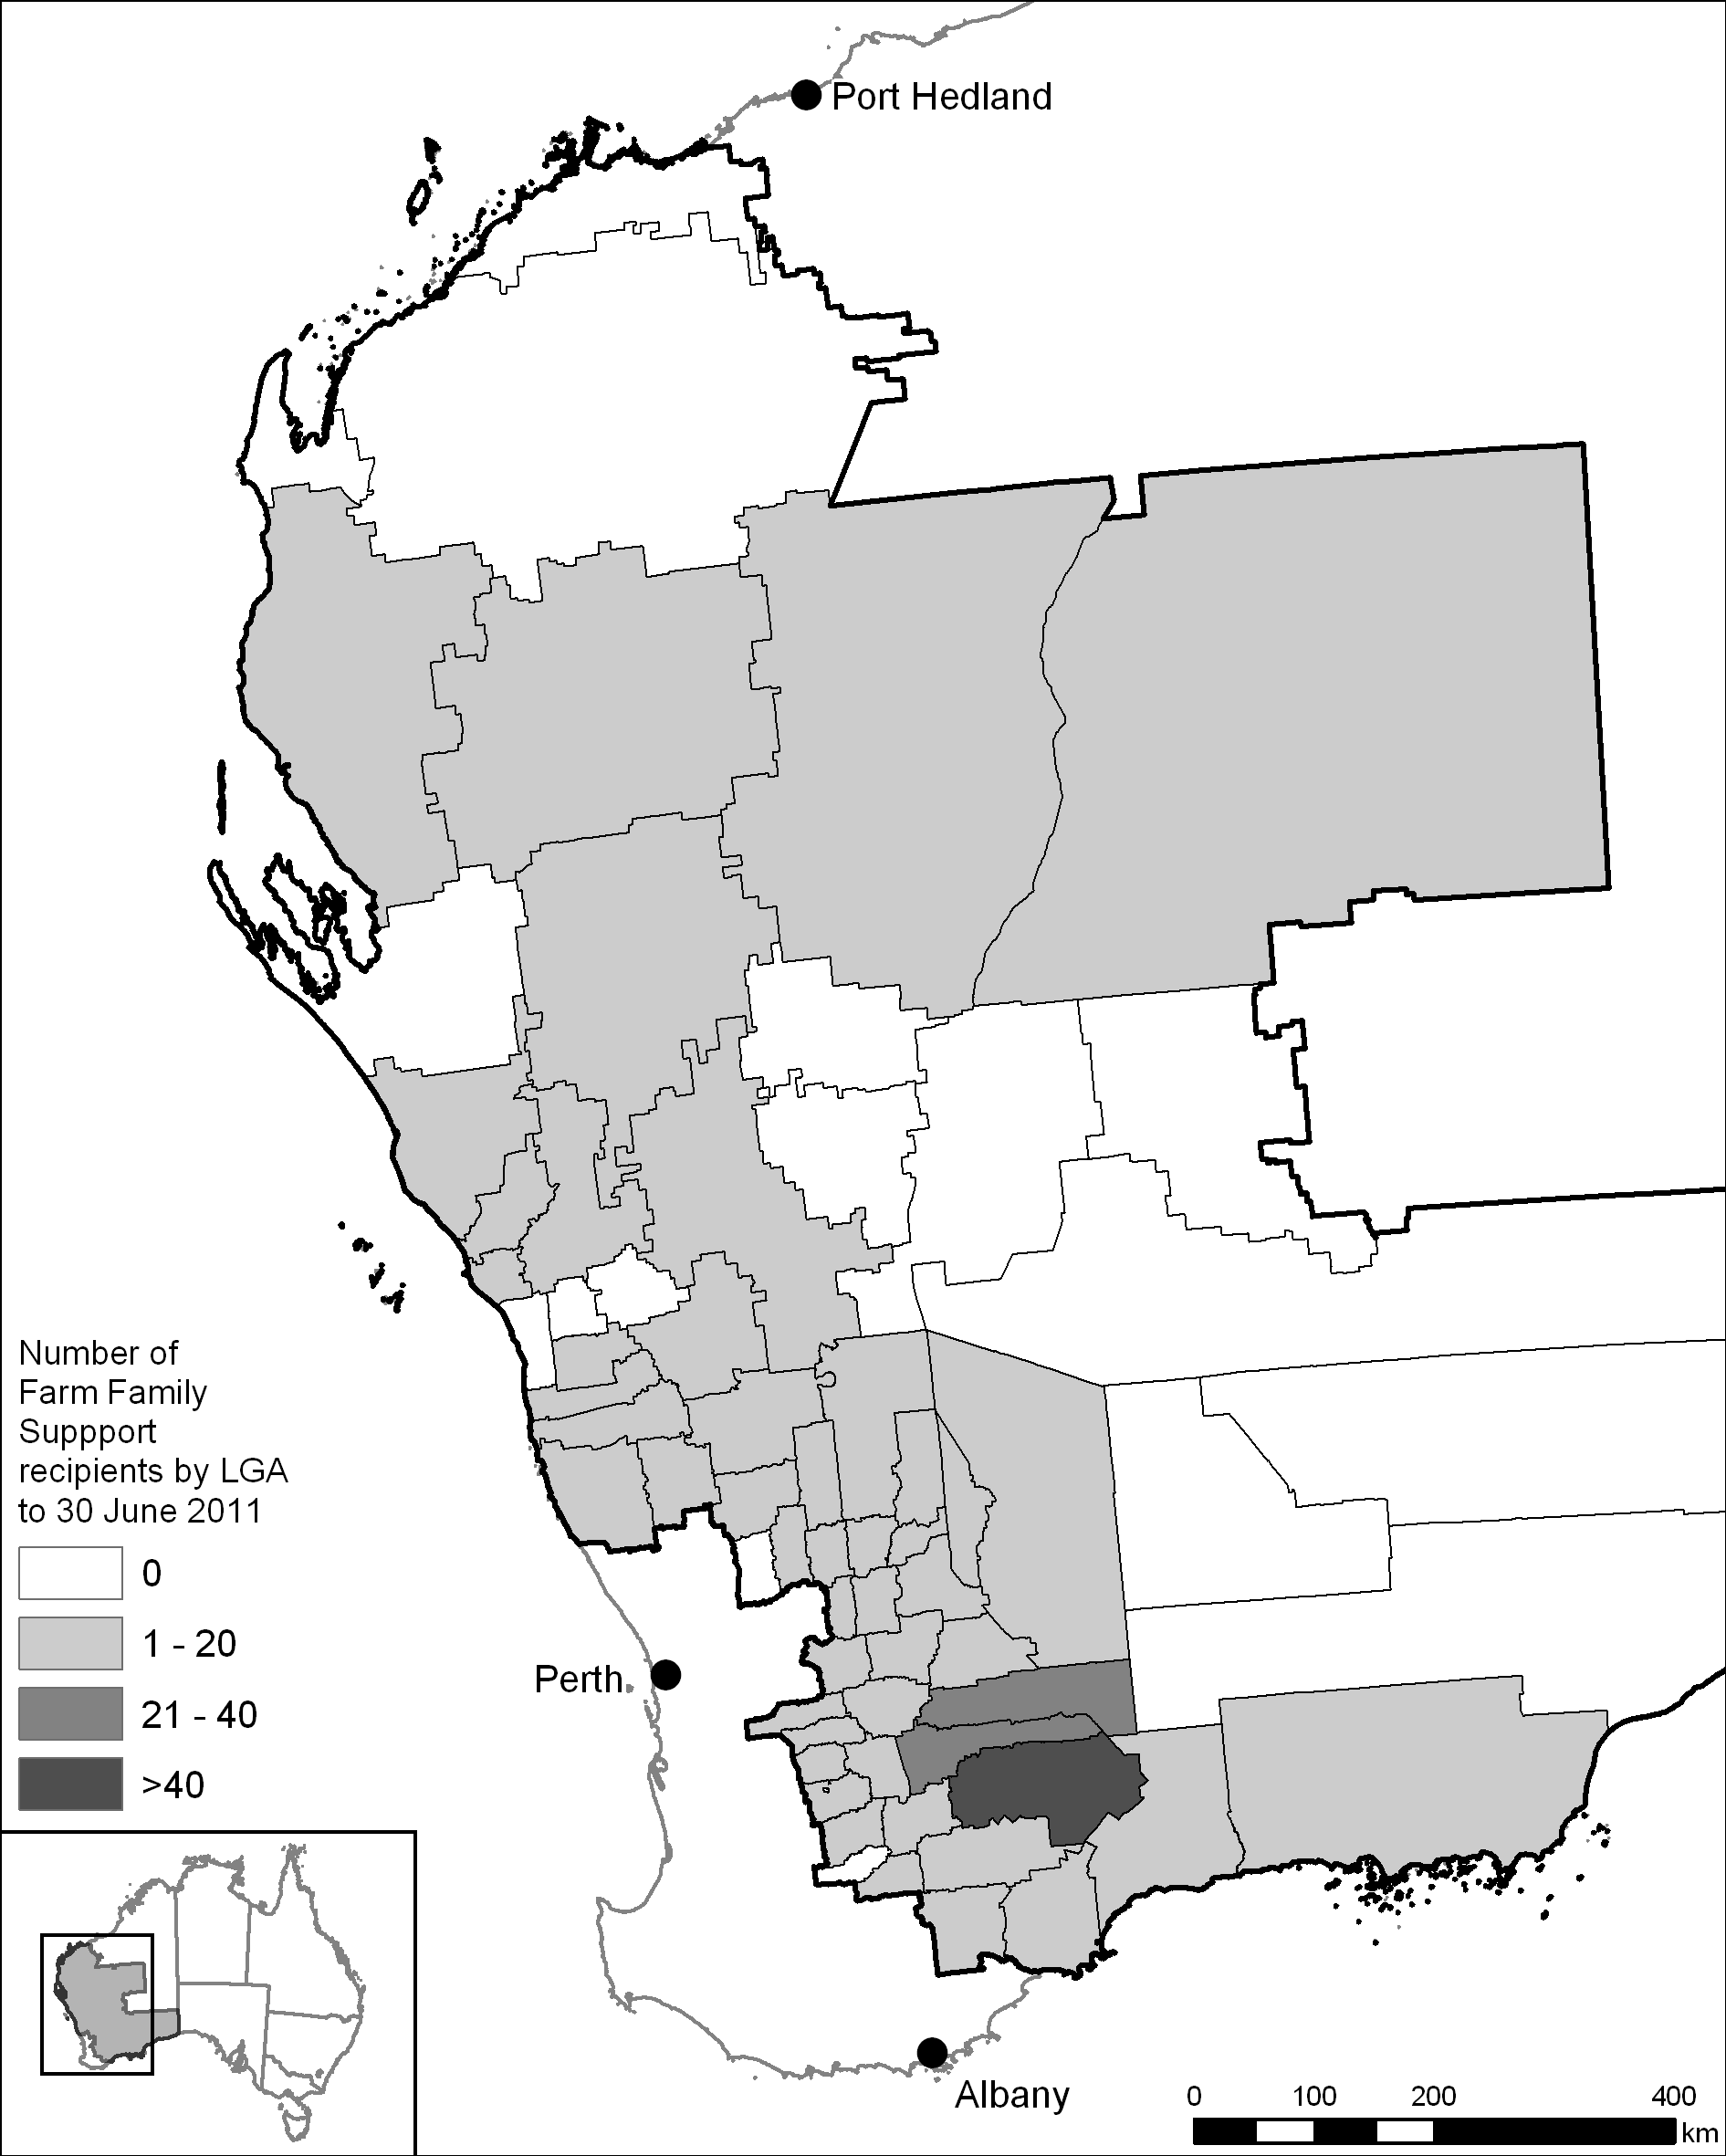 Port Hedland
Number of
Farm Family
Suppport
recipients by LGA
to 30 June 2011
0
1 - 20
21 - 40
>40
Perth
Albany
0 100 200 400
km